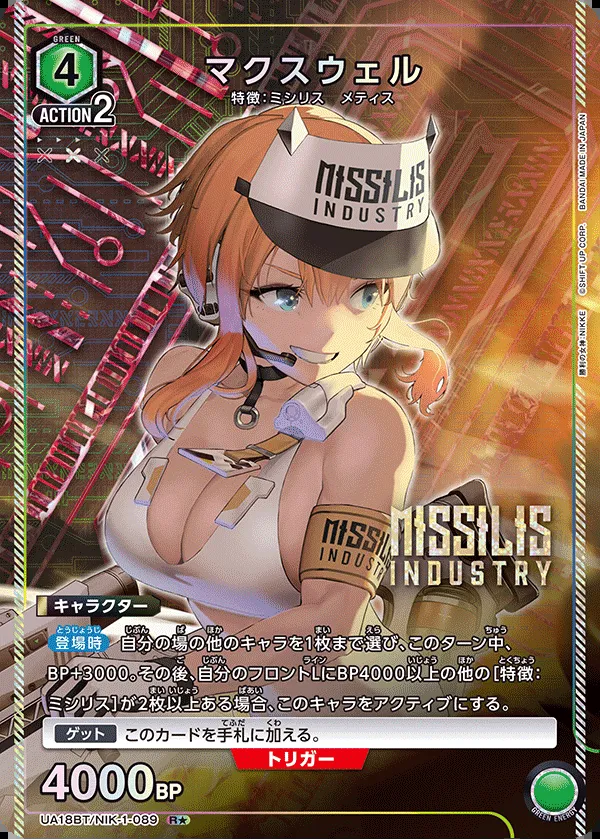 GREEN
4
ACTION2
マクスウェル
特徴:ミシリス メティス
MISSILIS
INDUSTRY
MISSILIS
INDUSTRY
MISSILIS
INDUSTRY
勝利の女神:NIKKE ©SHIFT UP CORP. BANDAI MADE IN JAPAN
キャラクター
登場時 自分の場の他のキャラを1枚まで選び、このターン中、
BP+3000。その後、自分のフロントLにBP4000以上の他の[特徴:
ミシリス]が2枚以上ある場合、このキャラをアクティブにする。
ゲット このカードを手札に加える。
トリガー
4000BP
UA18BT/NIK-1-089 R★
GREEN ENERGY